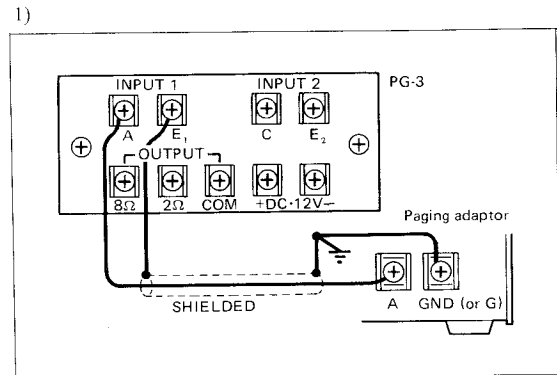 1)
INPUT 1 INPUT 2 PG-3
A E₁ C E₂
OUTPUT
8Ω 2Ω COM +DC·12V−
Paging adaptor
A GND (or G)
SHIELDED